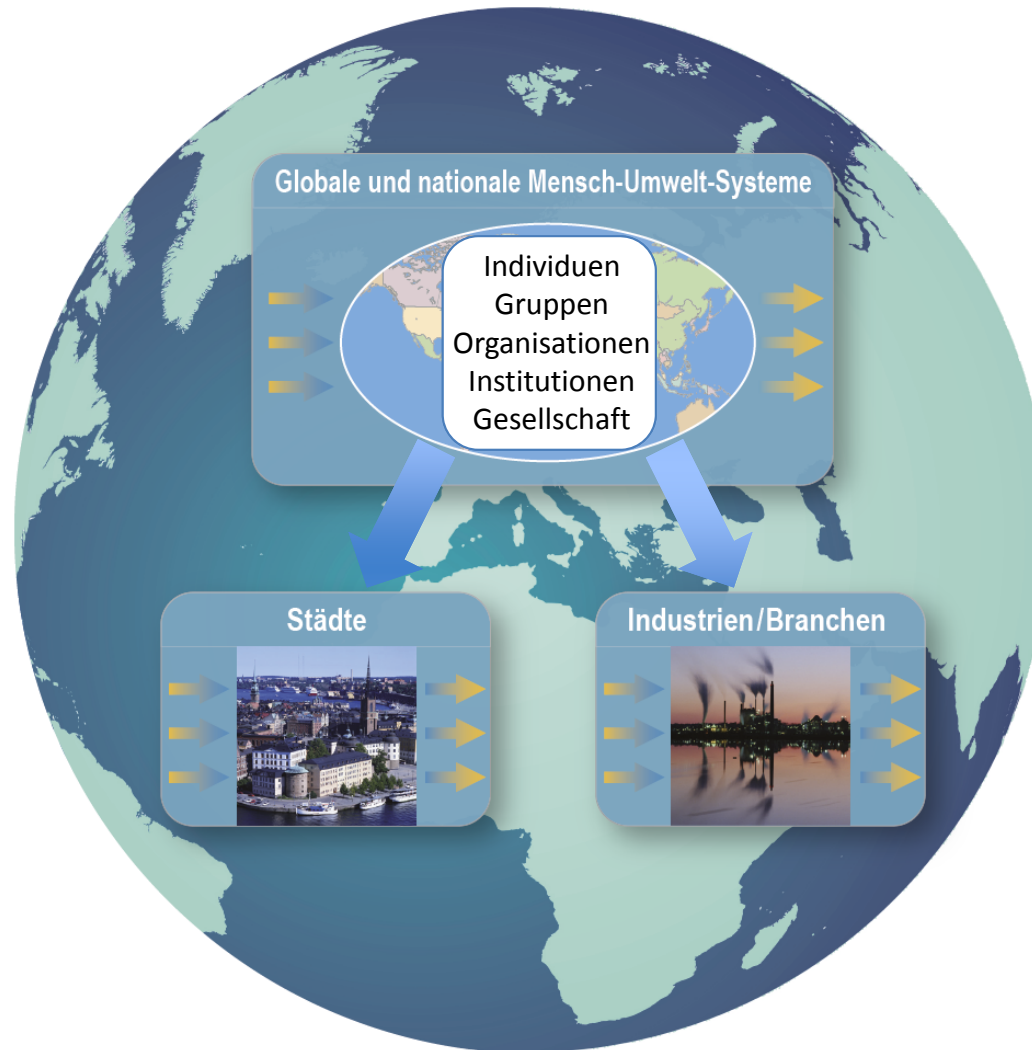 Globale und nationale Mensch-Umwelt-Systeme
Individuen
Gruppen
Organisationen
Institutionen
Gesellschaft
Städte
Industrien/Branchen